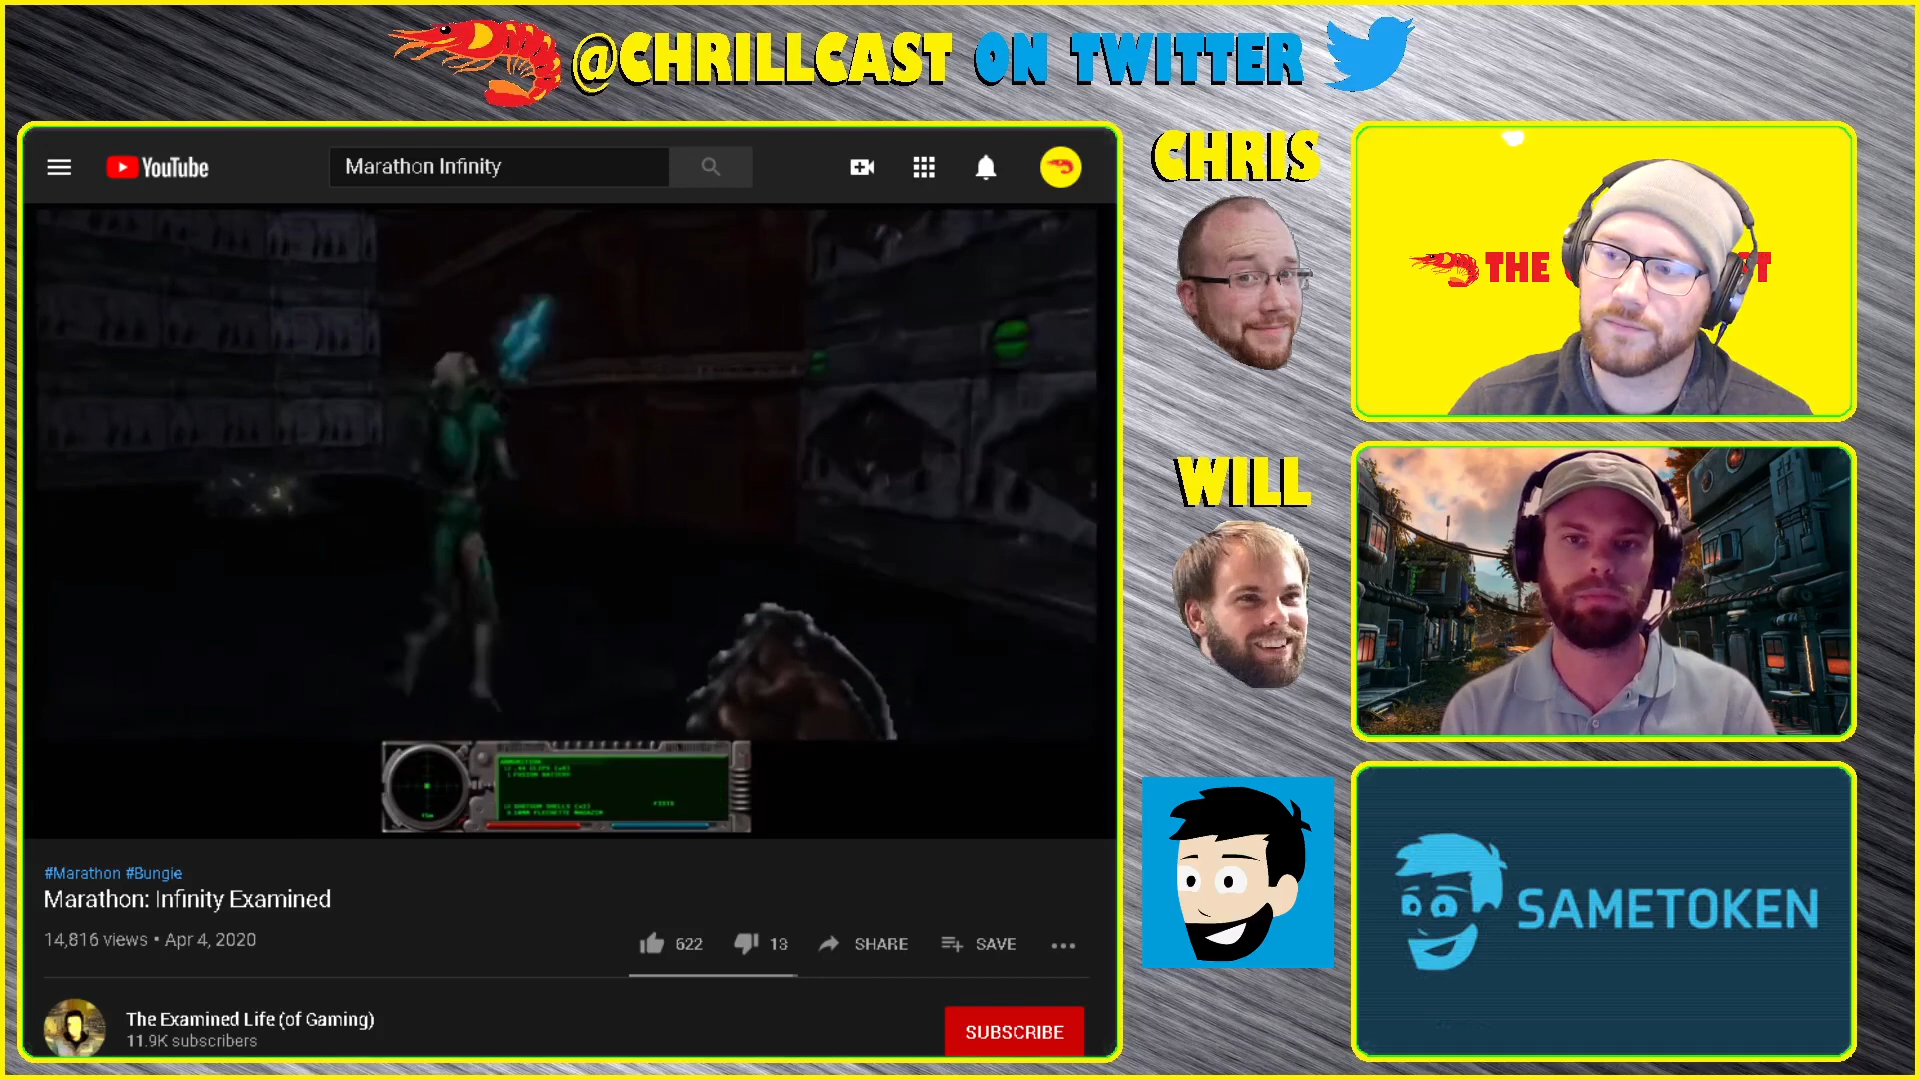 @CHRILLCAST ON TWITTER
YouTube
Marathon Infinity
#Marathon #Bungie
Marathon: Infinity Examined
14,816 views • Apr 4, 2020
622
13
SHARE
SAVE
The Examined Life (of Gaming)
11.9K subscribers
SUBSCRIBE
CHRIS
THE
WILL
SAMETOKEN